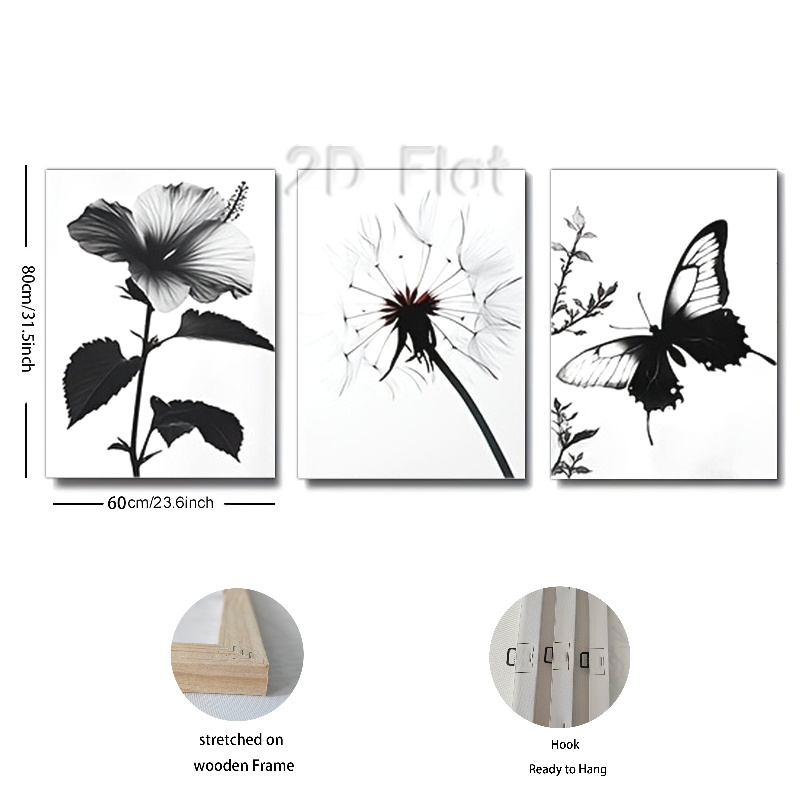 2D Flat
80cm/31.5inch
60cm/23.6inch
stretched on
wooden Frame
Hook
Ready to Hang